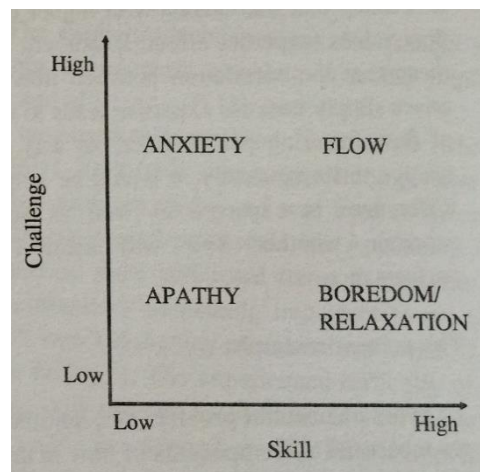 High
ANXIETY FLOW
Challenge
APATHY BOREDOM/
RELAXATION
Low
Low High
Skill